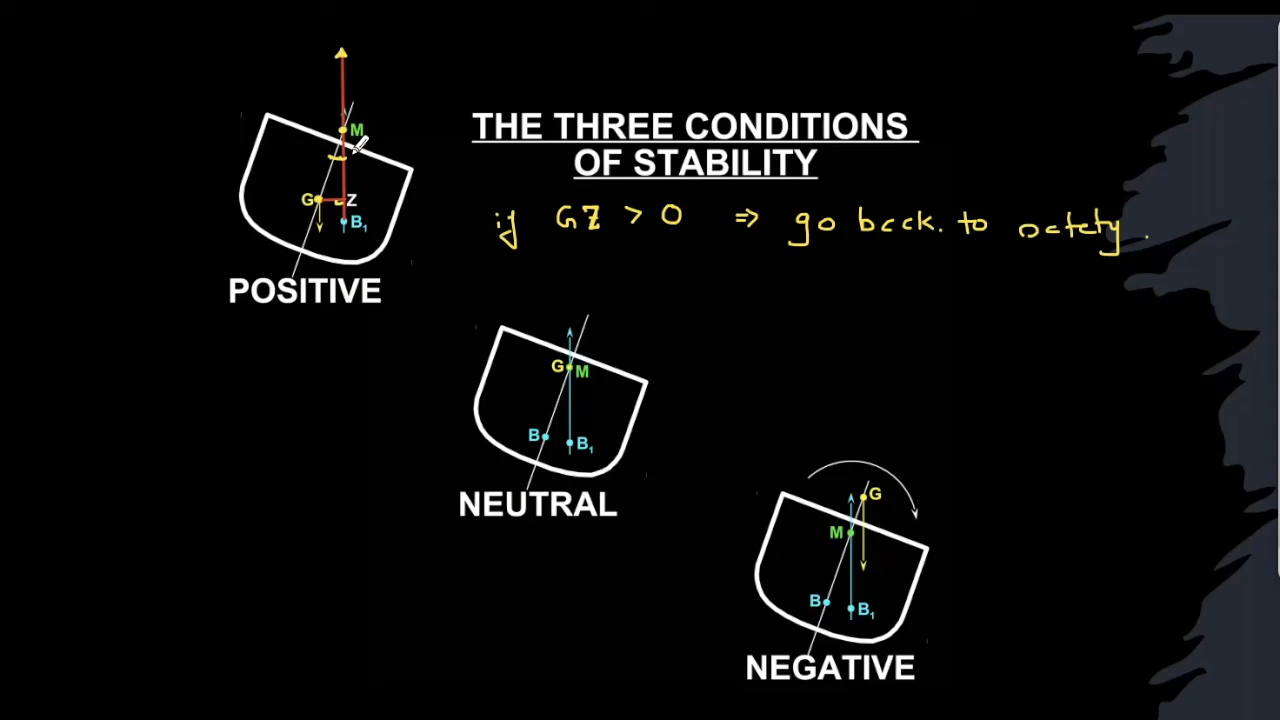 THE THREE CONDITIONS
OF STABILITY
M
G
Z
B₁
POSITIVE
if GZ > 0 ⇒ go back. to
G
M
B
B₁
NEUTRAL
G
M
B
B₁
NEGATIVE